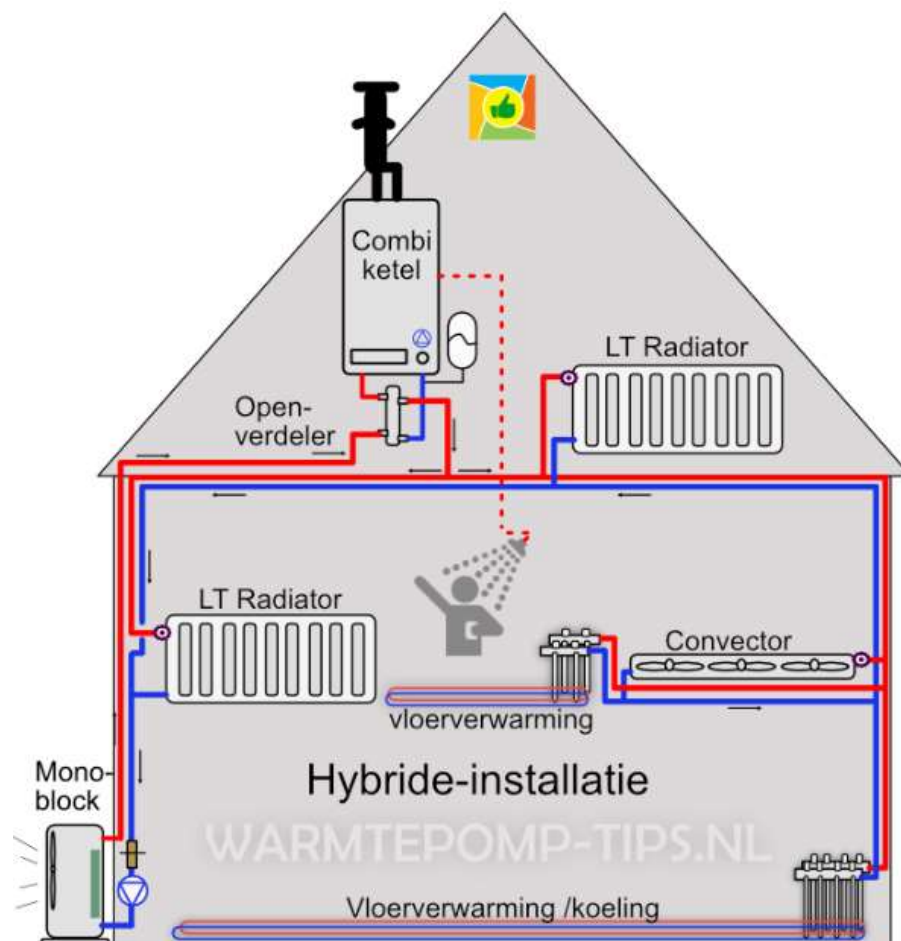 Combi
ketel
LT Radiator
Open-
verdeler
LT Radiator
Convector
vloerverwarming
Mono-
block
Hybride-installatie
WARMTEPOMP-TIPS.NL
Vloerverwarming /koeling